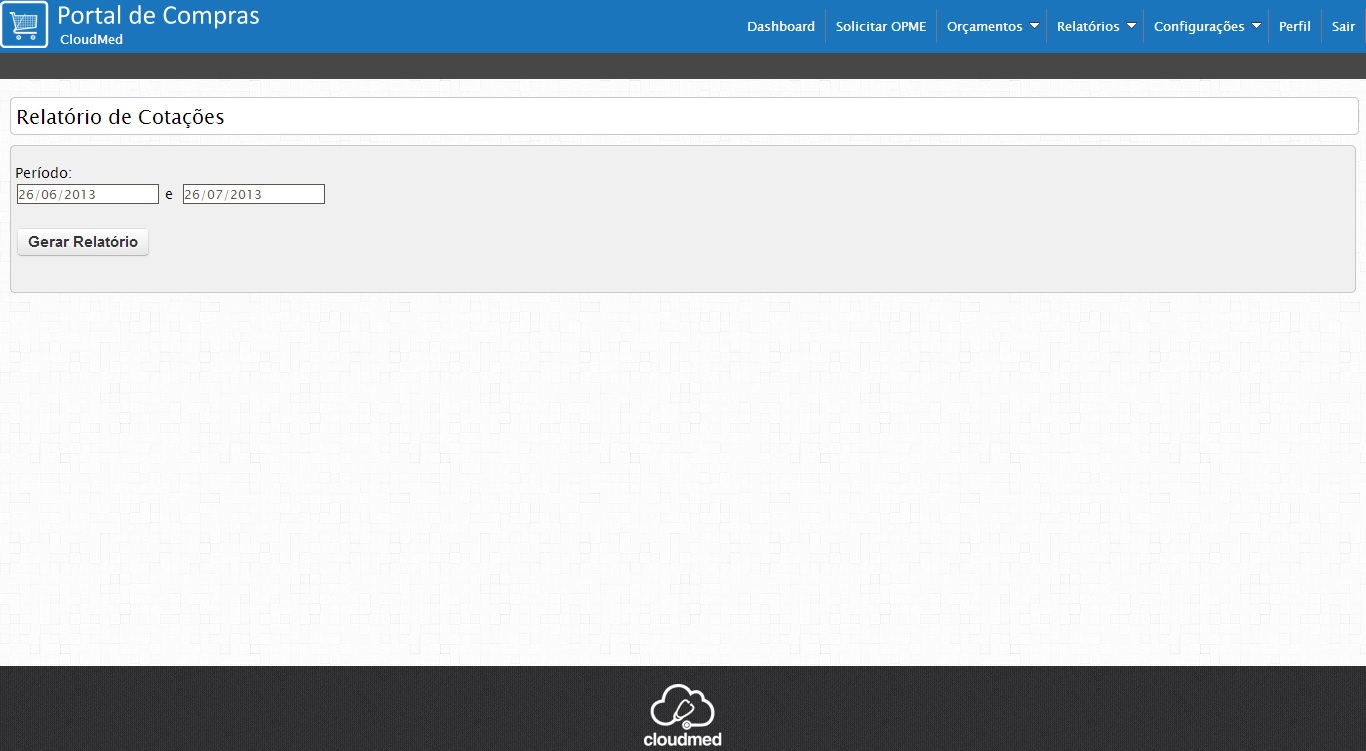 Portal de Compras
CloudMed
Dashboard Solicitar OPME Orçamentos Relatórios Configurações Perfil Sair
Relatório de Cotações
Período:
26/06/2013 e 26/07/2013
Gerar Relatório
cloudmed